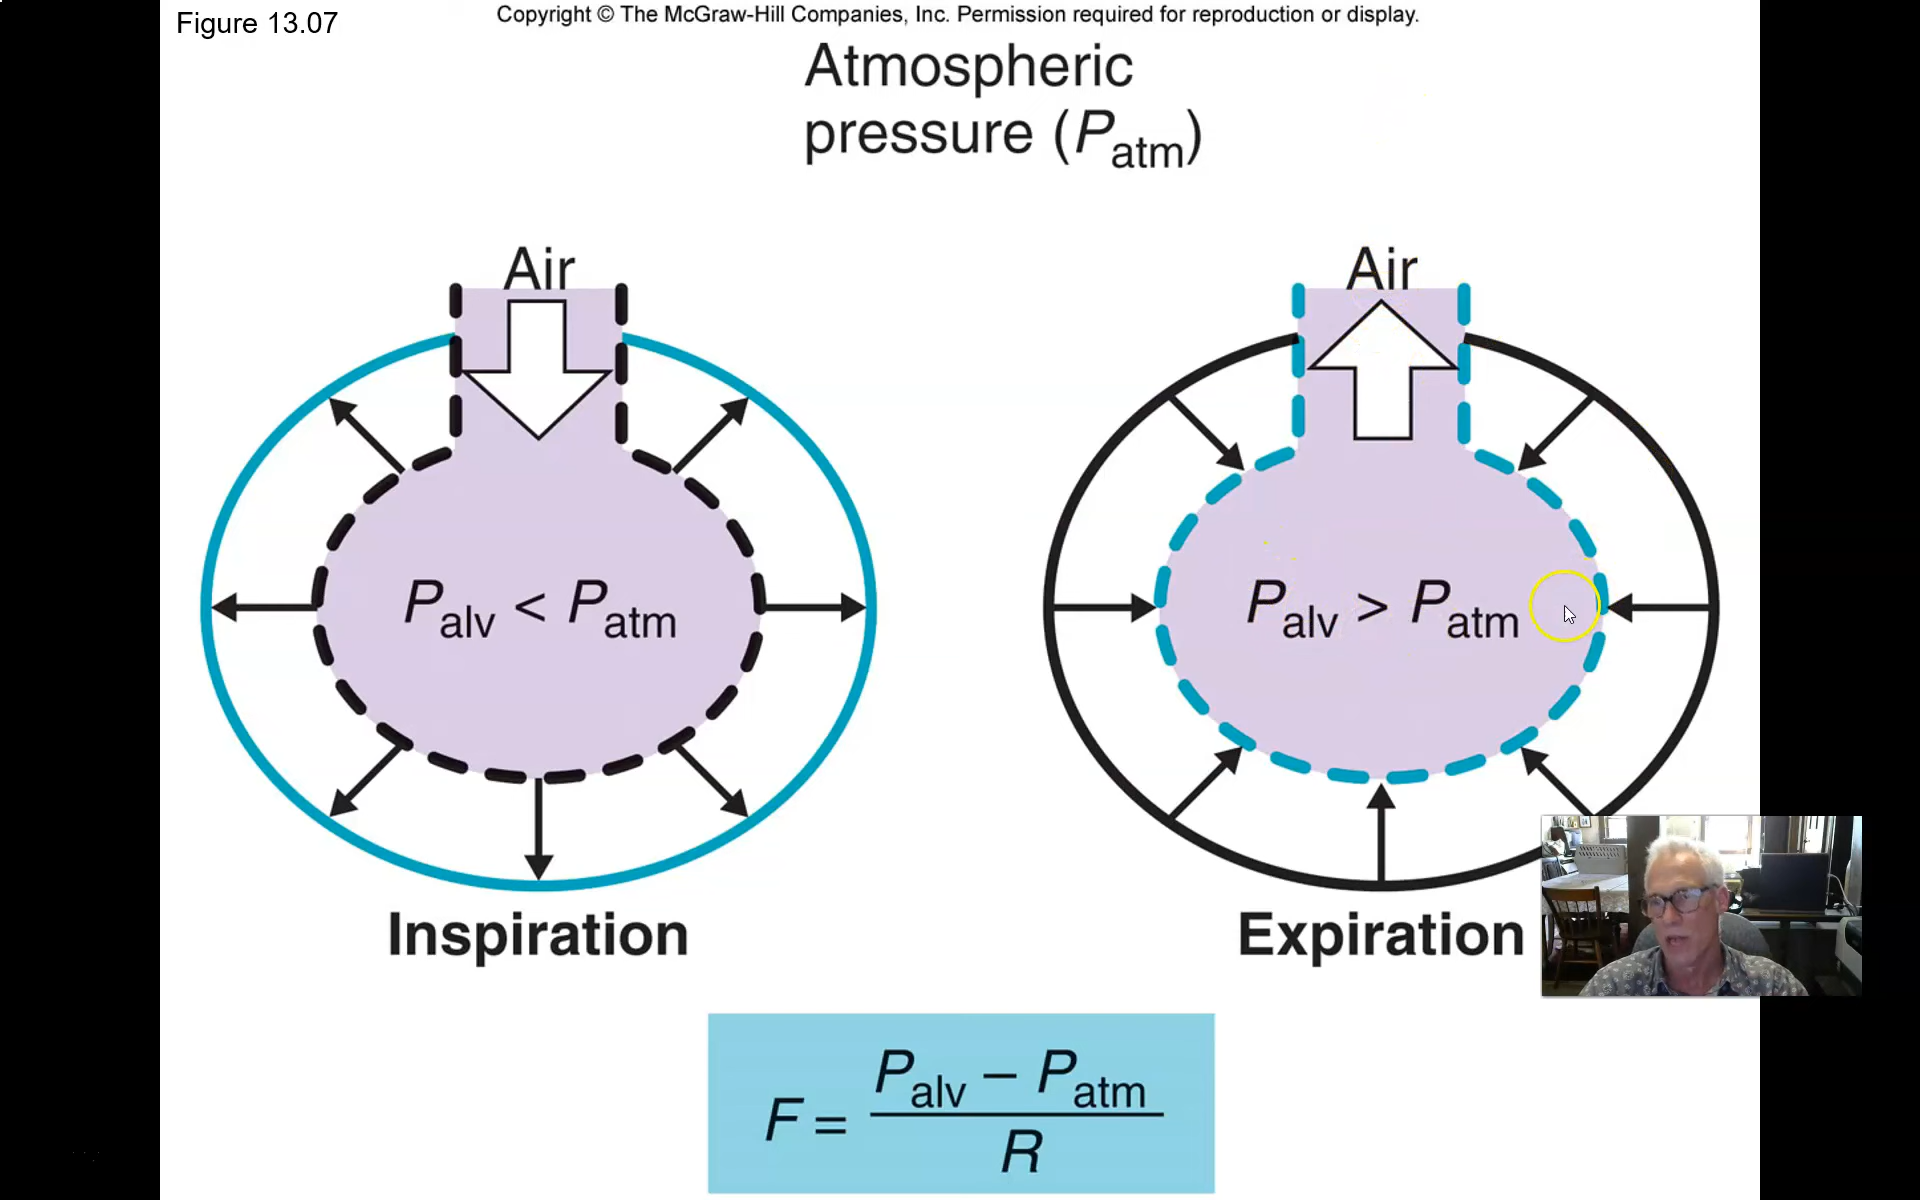 Figure 13.07
Copyright © The McGraw-Hill Companies, Inc. Permission required for reproduction or display.
Atmospheric
pressure (Patm)
Air
Air
Palv < Patm
Palv > Patm
Inspiration
Expiration
F = Palv – Patm
R